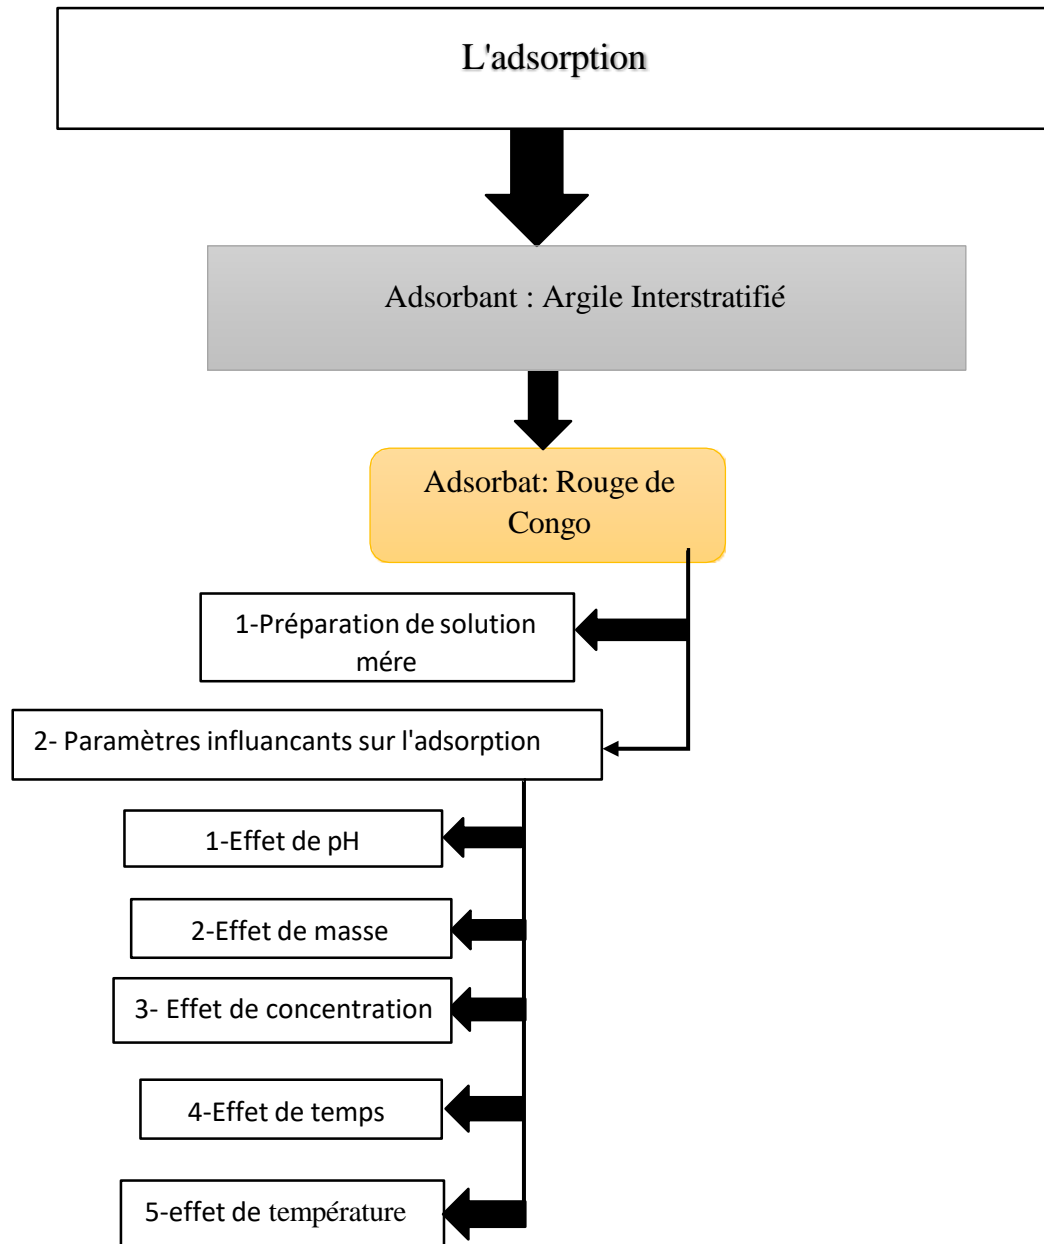 L'adsorption
Adsorbant : Argile Interstratifié
Adsorbat: Rouge de
Congo
1-Préparation de solution
mére
2- Paramètres influancants sur l'adsorption
1-Effet de pH
2-Effet de masse
3- Effet de concentration
4-Effet de temps
5-effet de température